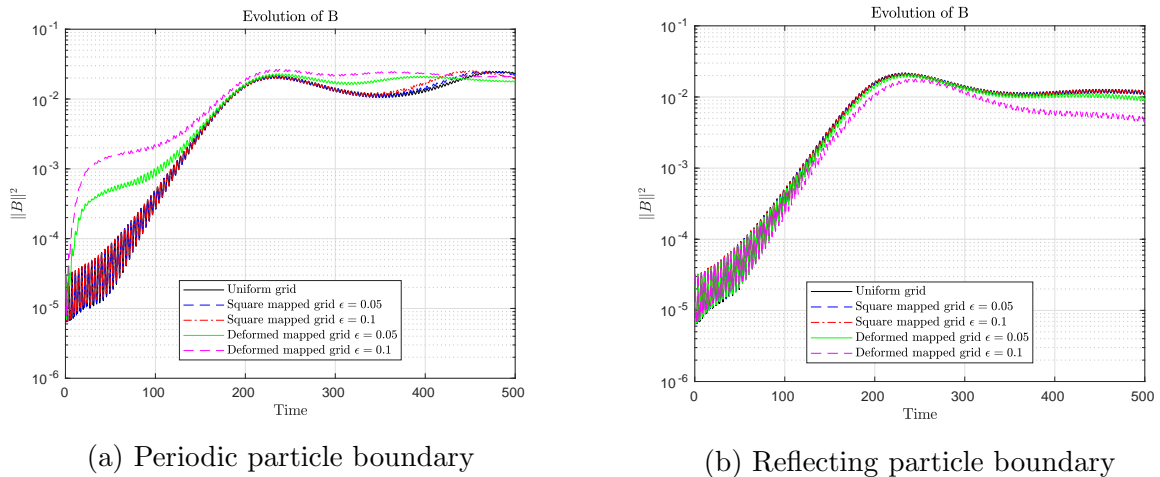 Evolution of B
10^-1
10^-2
10^-3
10^-4
10^-5
10^-6
||B||^2
Uniform grid
Square mapped grid ϵ = 0.05
Square mapped grid ϵ = 0.1
Deformed mapped grid ϵ = 0.05
Deformed mapped grid ϵ = 0.1
0 100 200 300 400 500
Time
(a) Periodic particle boundary
Evolution of B
10^-1
10^-2
10^-3
10^-4
10^-5
10^-6
||B||^2
Uniform grid
Square mapped grid ϵ = 0.05
Square mapped grid ϵ = 0.1
Deformed mapped grid ϵ = 0.05
Deformed mapped grid ϵ = 0.1
0 100 200 300 400 500
Time
(b) Reflecting particle boundary